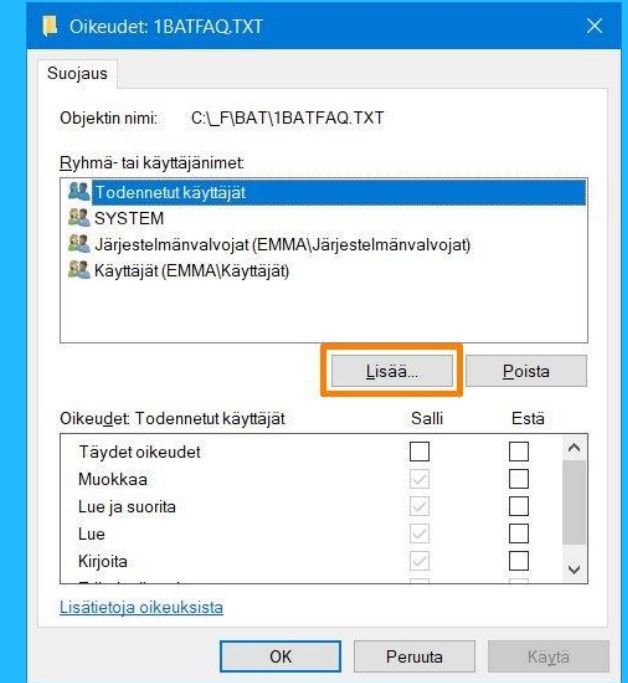 Oikeudet: 1BATFAQ.TXT
Suojaus
Objektin nimi: C:\_F\BAT\1BATFAQ.TXT
Ryhmä- tai käyttäjänimet:
Todennetut käyttäjät
SYSTEM
Järjestelmänvalvojat (EMMA\Järjestelmänvalvojat)
Käyttäjät (EMMA\Käyttäjät)
Lisää... Poista
Oikeudet: Todennetut käyttäjät Salli Estä
Täydet oikeudet
Muokkaa
Lue ja suorita
Lue
Kirjoita
Lisätietoja oikeuksista
OK Peruuta Käytä